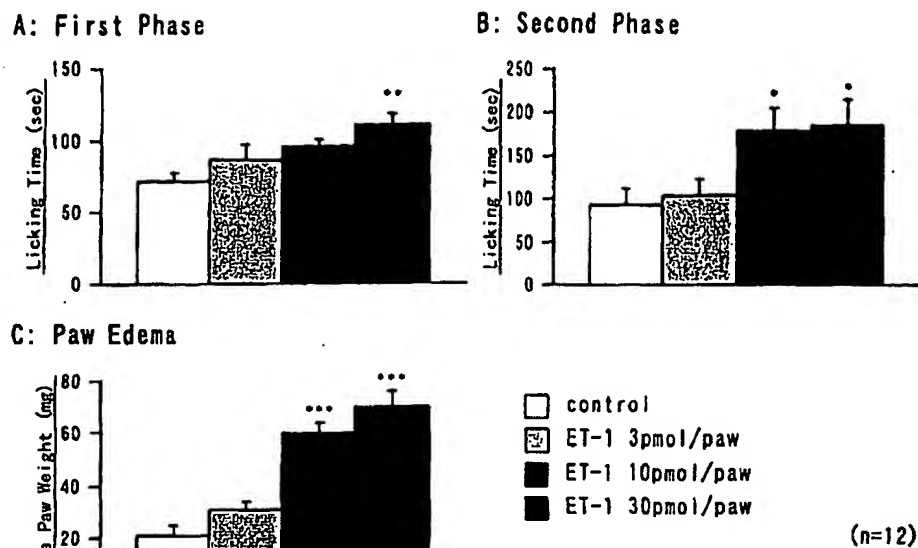 A: First Phase
B: Second Phase
Licking Time (sec)
150
100
50
0
**
Licking Time (sec)
250
200
150
100
50
0
*
*
C: Paw Edema
Paw Weight (mg)
80
60
40
20
***
***
control
ET-1 3pmol/paw
ET-1 10pmol/paw
ET-1 30pmol/paw
(n=12)